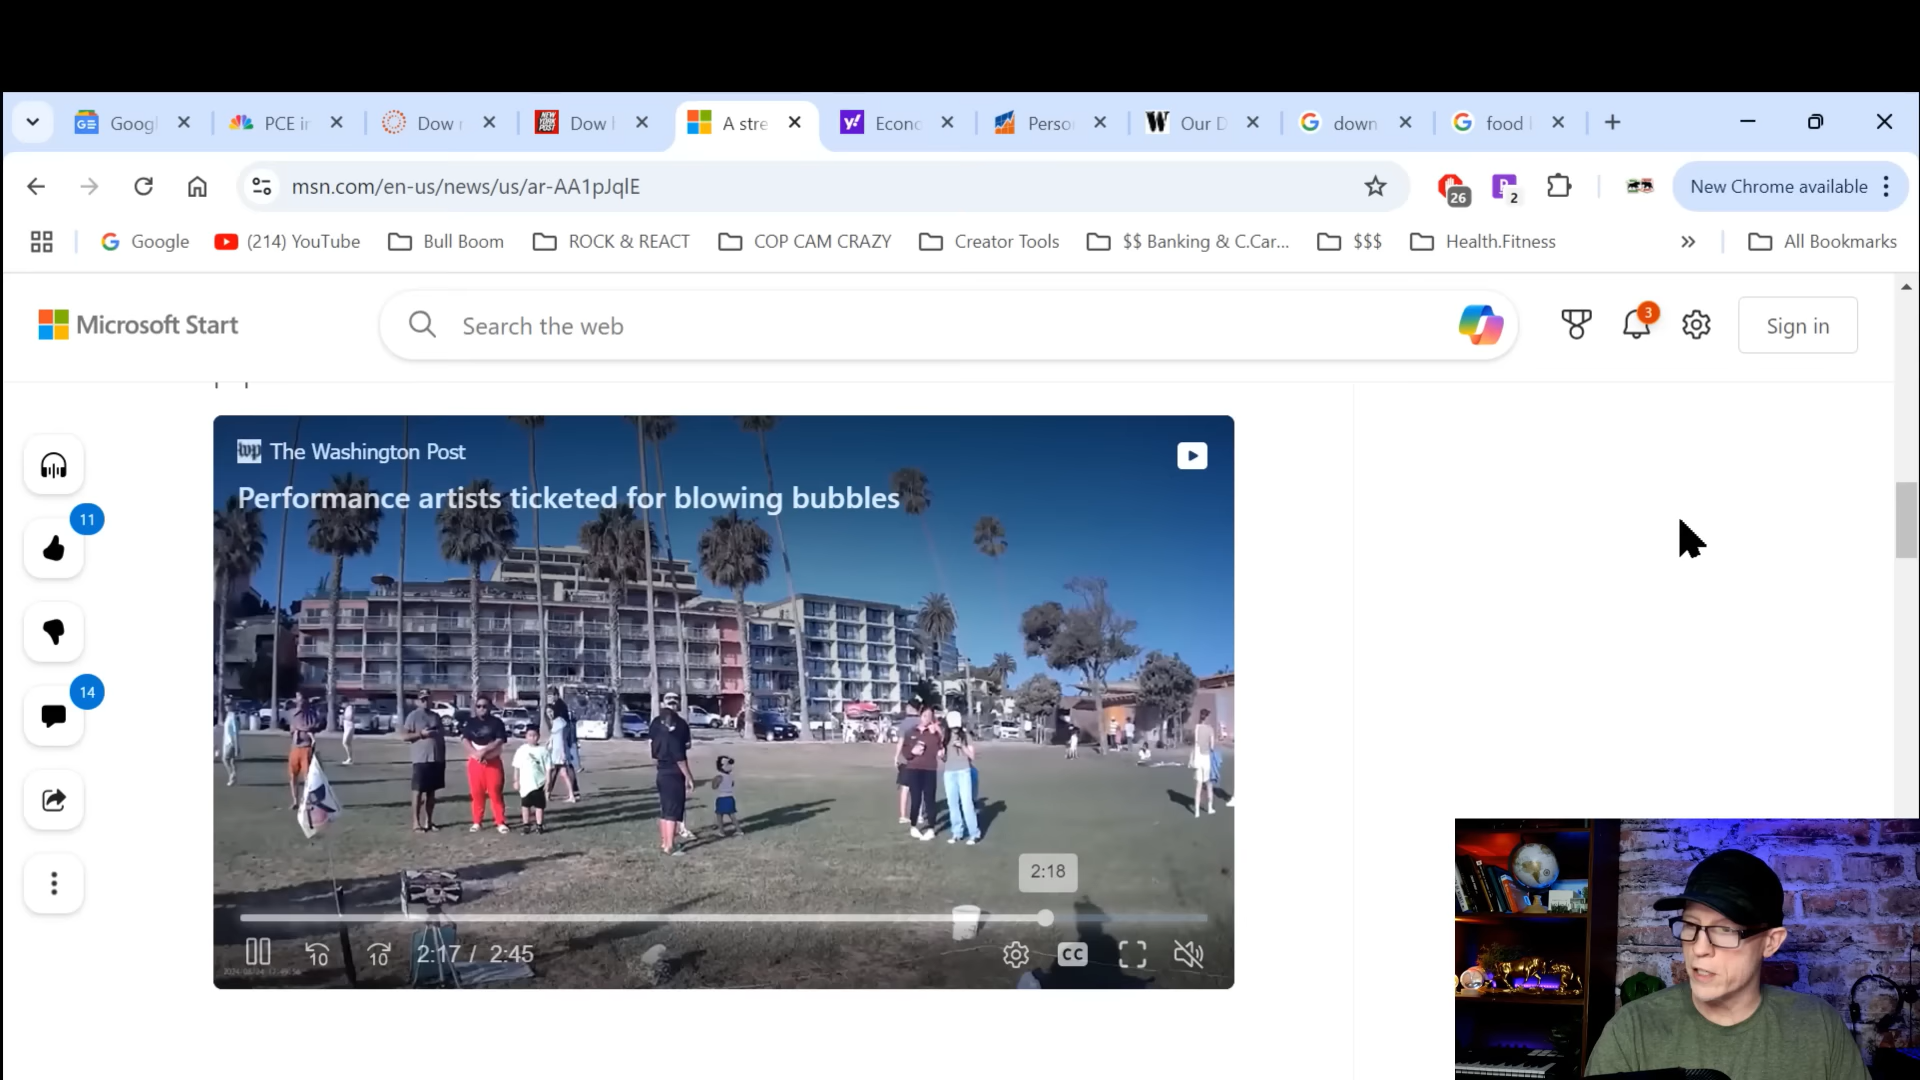 Googl
PCE i
Dow
Dow
A stre
Econo
Perso
Our D
down
food
msn.com/en-us/news/us/ar-AA1pJqlE
26
2
New Chrome available
Google
(214) YouTube
Bull Boom
ROCK & REACT
COP CAM CRAZY
Creator Tools
$$ Banking & C.Car...
$$$
Health.Fitness
All Bookmarks
Microsoft Start
Search the web
3
Sign in
wp The Washington Post
Performance artists ticketed for blowing bubbles
11
14
2:18
10
10
2:17 / 2:45
CC